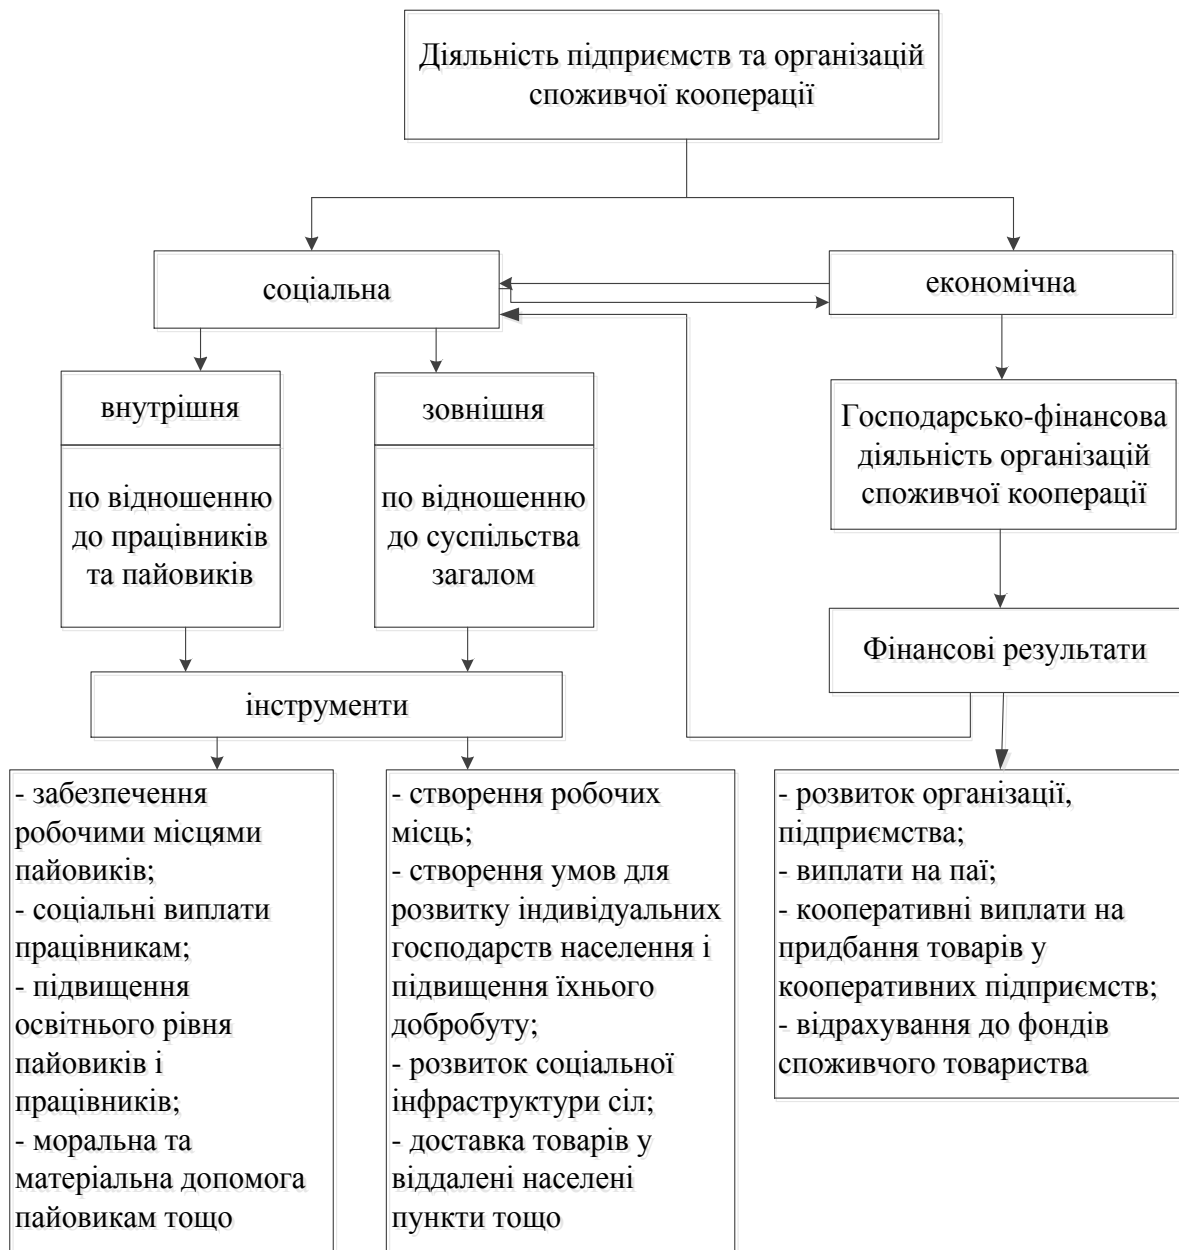 Діяльність підприємств та організацій
споживчої кооперації
соціальна
економічна
внутрішня
по відношенню
до працівників
та пайовиків
зовнішня
по відношенню
до суспільства
загалом
Господарсько-фінансова
діяльність організацій
споживчої кооперації
Фінансові результати
інструменти
- забезпечення
робочими місцями
пайовиків;
- соціальні виплати
працівникам;
- підвищення
освітнього рівня
пайовиків і
працівників;
- моральна та
матеріальна допомога
пайовикам тощо
- створення робочих
місць;
- створення умов для
розвитку індивідуальних
господарств населення і
підвищення їхнього
добробуту;
- розвиток соціальної
інфраструктури сіл;
- доставка товарів у
віддалені населені
пункти тощо
- розвиток організації,
підприємства;
- виплати на паї;
- кооперативні виплати на
придбання товарів у
кооперативних підприємств;
- відрахування до фондів
споживчого товариства